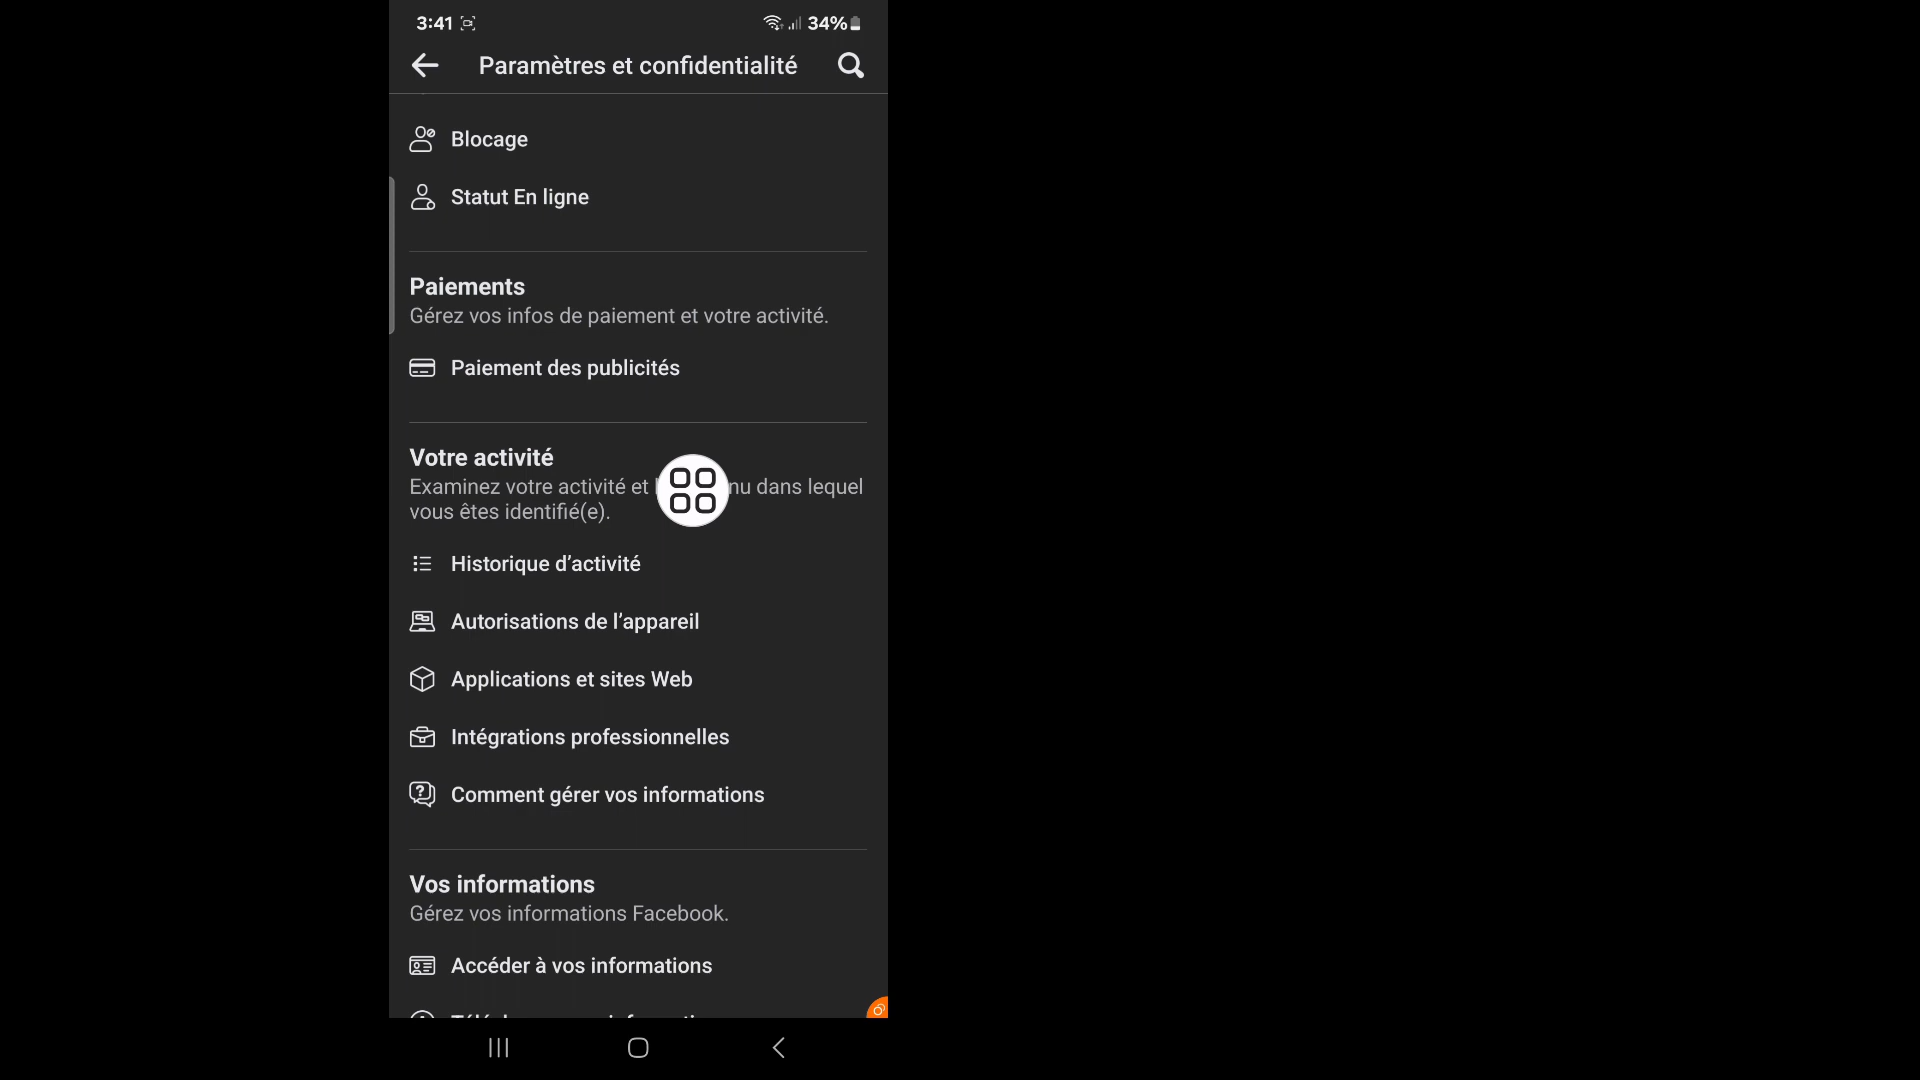 3:41
34%
Paramètres et confidentialité
Blocage
Statut En ligne
Paiements
Gérez vos infos de paiement et votre activité.
Paiement des publicités
Votre activité
Examinez votre activité et l nu dans lequel
vous êtes identifié(e).
Historique d’activité
Autorisations de l’appareil
Applications et sites Web
Intégrations professionnelles
Comment gérer vos informations
Vos informations
Gérez vos informations Facebook.
Accéder à vos informations